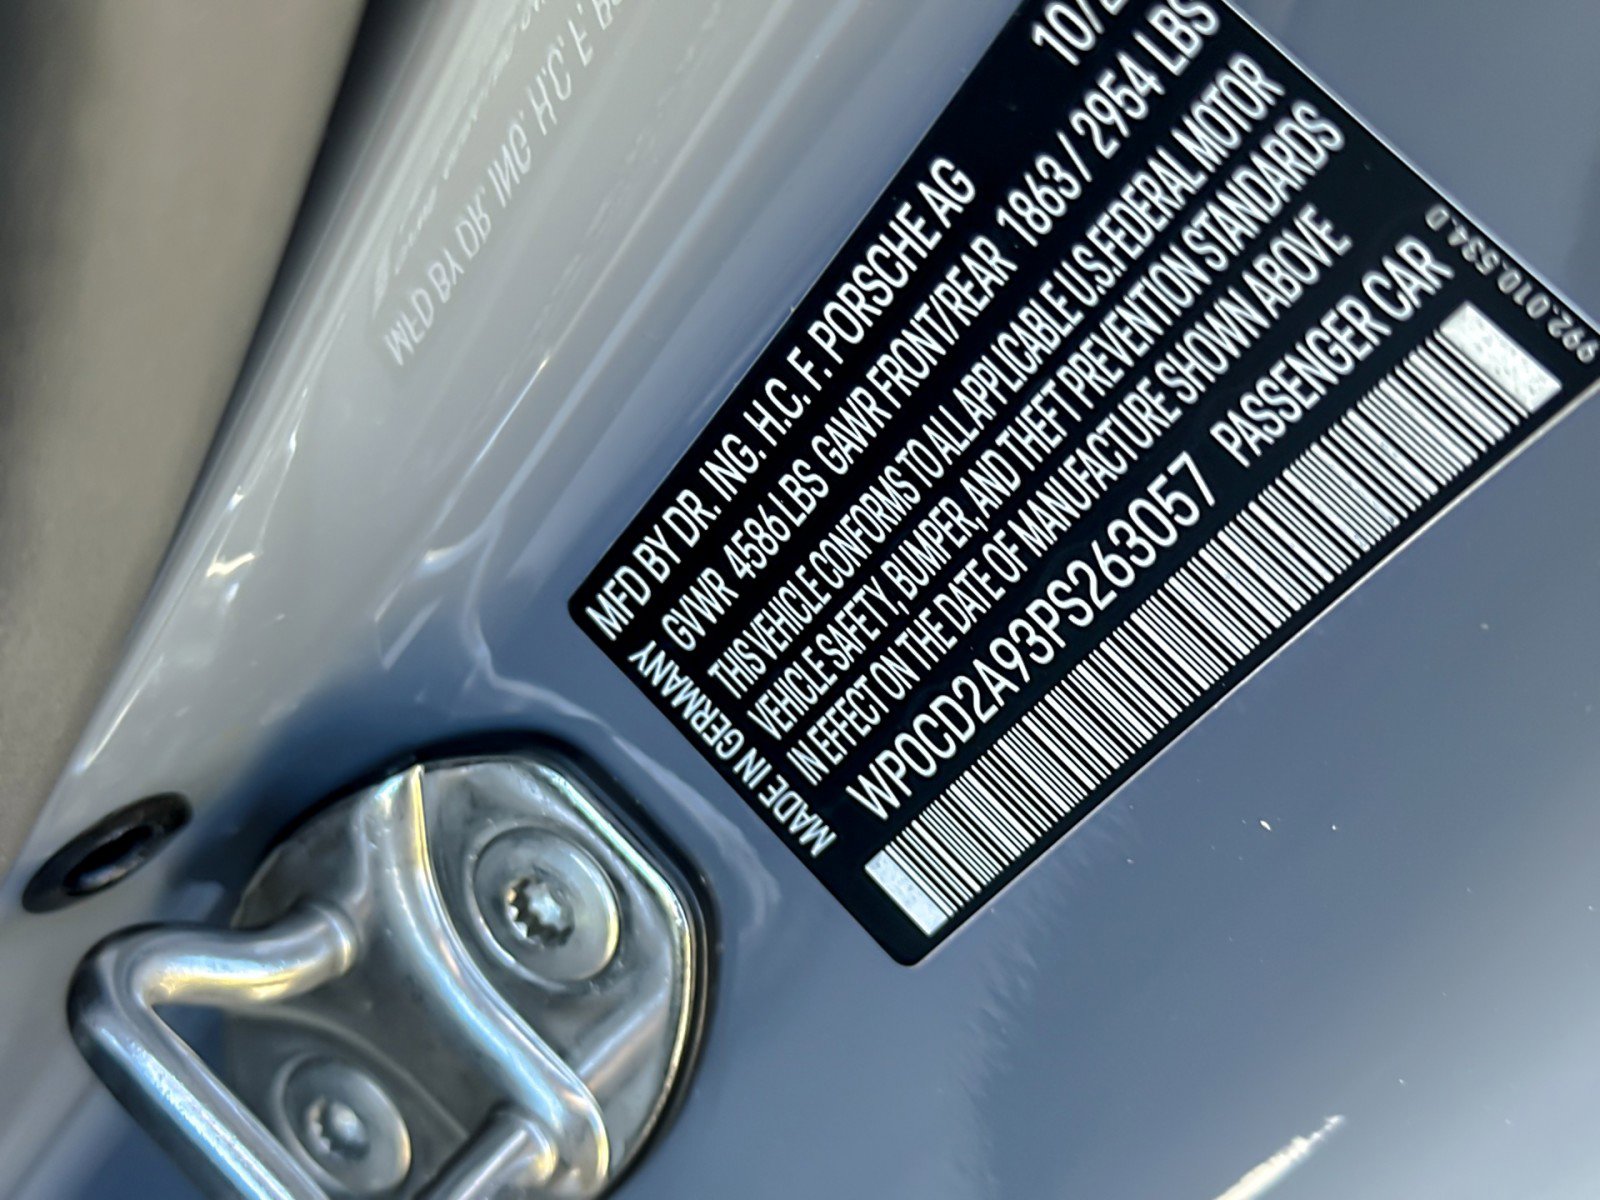 10/2
MFD BY DR. ING. H.C. F. PORSCHE AG
MADE IN GERMANY
GVWR 4586 LBS GAWR FRONT/REAR 1863 / 2954 LBS
THIS VEHICLE CONFORMS TO ALL APPLICABLE U.S.FEDERAL MOTOR
VEHICLE SAFETY, BUMPER, AND THEFT PREVENTION STANDARDS
IN EFFECT ON THE DATE OF MANUFACTURE SHOWN ABOVE
WP0CD2A93PS263057 PASSENGER CAR
992.010.534.0